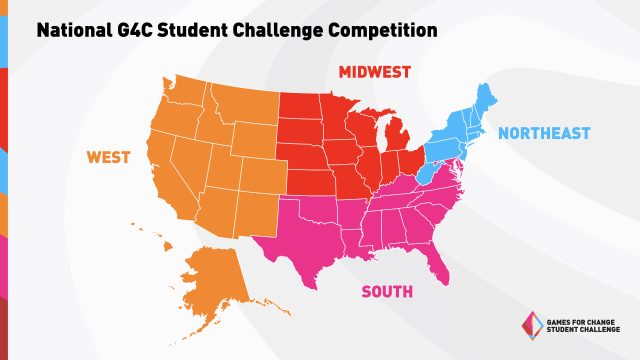 National G4C Student Challenge Competition
MIDWEST
NORTHEAST
WEST
SOUTH
GAMES FOR CHANGE
STUDENT CHALLENGE